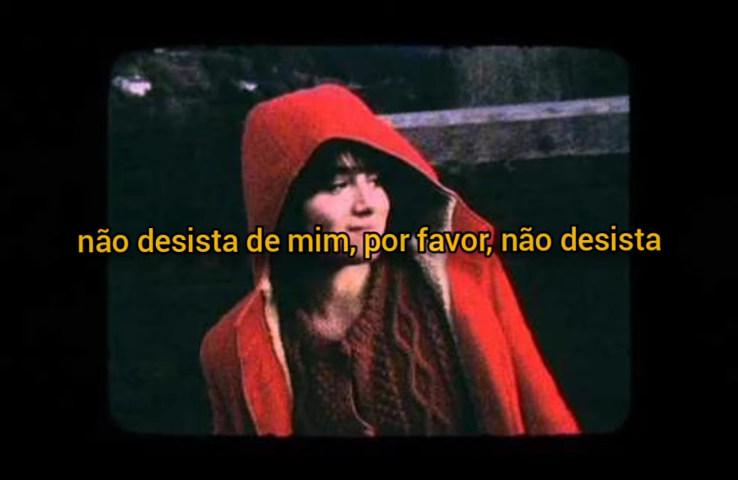 não desista de mim, por favor, não desista